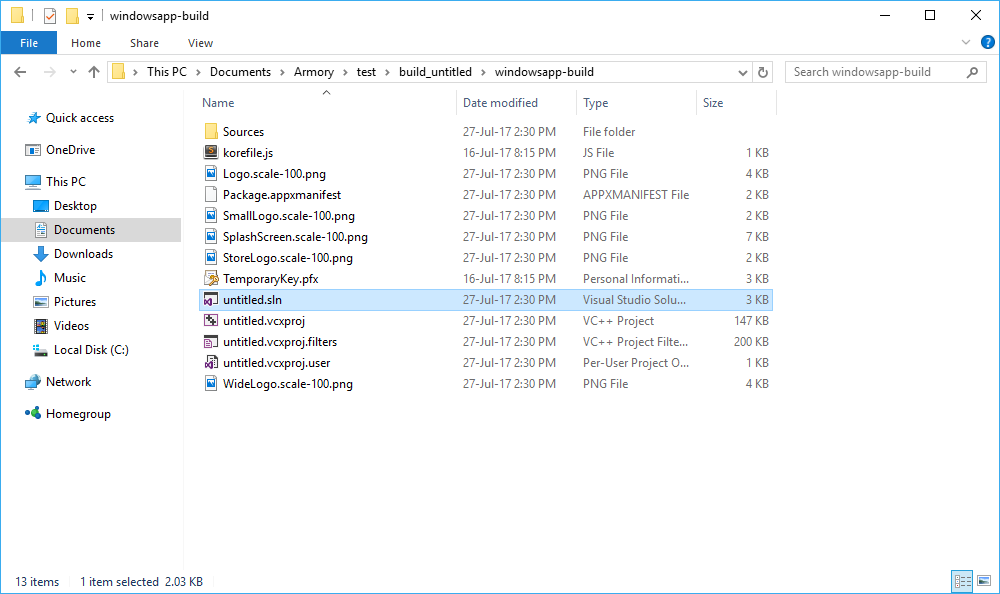 windowsapp-build
File Home Share View
This PC Documents Armory test build_untitled windowsapp-build Search windowsapp-build
Name Date modified Type Size
Quick access
OneDrive
This PC
Desktop
Documents
Downloads
Music
Pictures
Videos
Local Disk (C:)
Network
Homegroup
Sources 27-Jul-17 2:30 PM File folder
korefile.js 16-Jul-17 8:15 PM JS File 1 KB
Logo.scale-100.png 27-Jul-17 2:30 PM PNG File 4 KB
Package.appxmanifest 27-Jul-17 2:30 PM APPXMANIFEST File 2 KB
SmallLogo.scale-100.png 27-Jul-17 2:30 PM PNG File 2 KB
SplashScreen.scale-100.png 27-Jul-17 2:30 PM PNG File 7 KB
StoreLogo.scale-100.png 27-Jul-17 2:30 PM PNG File 2 KB
TemporaryKey.pfx 16-Jul-17 8:15 PM Personal Informati... 3 KB
untitled.sln 27-Jul-17 2:30 PM Visual Studio Solu... 3 KB
untitled.vcxproj 27-Jul-17 2:30 PM VC++ Project 147 KB
untitled.vcxproj.filters 27-Jul-17 2:30 PM VC++ Project Filte... 200 KB
untitled.vcxproj.user 27-Jul-17 2:30 PM Per-User Project O... 1 KB
WideLogo.scale-100.png 27-Jul-17 2:30 PM PNG File 4 KB
13 items 1 item selected 2.03 KB